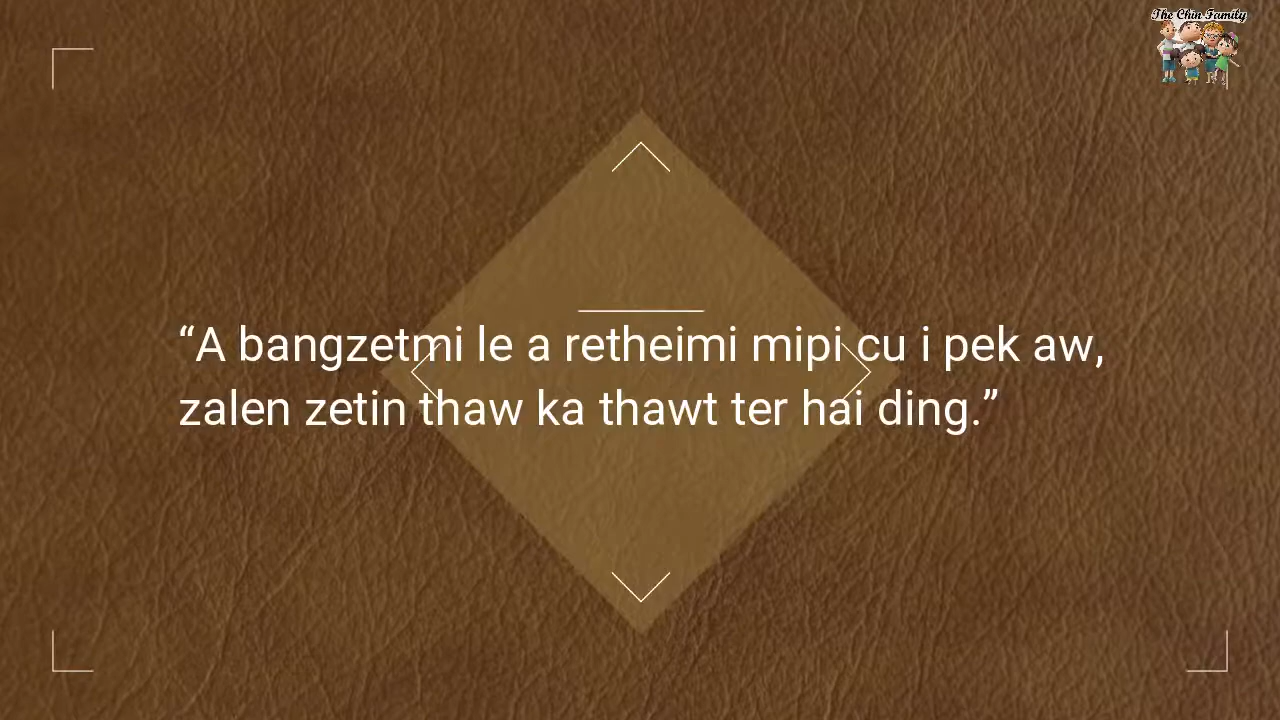 The Chin Family
“A bangzetmi le a retheimi mipi cu i pek aw,
zalen zetin thaw ka thawt ter hai ding.”